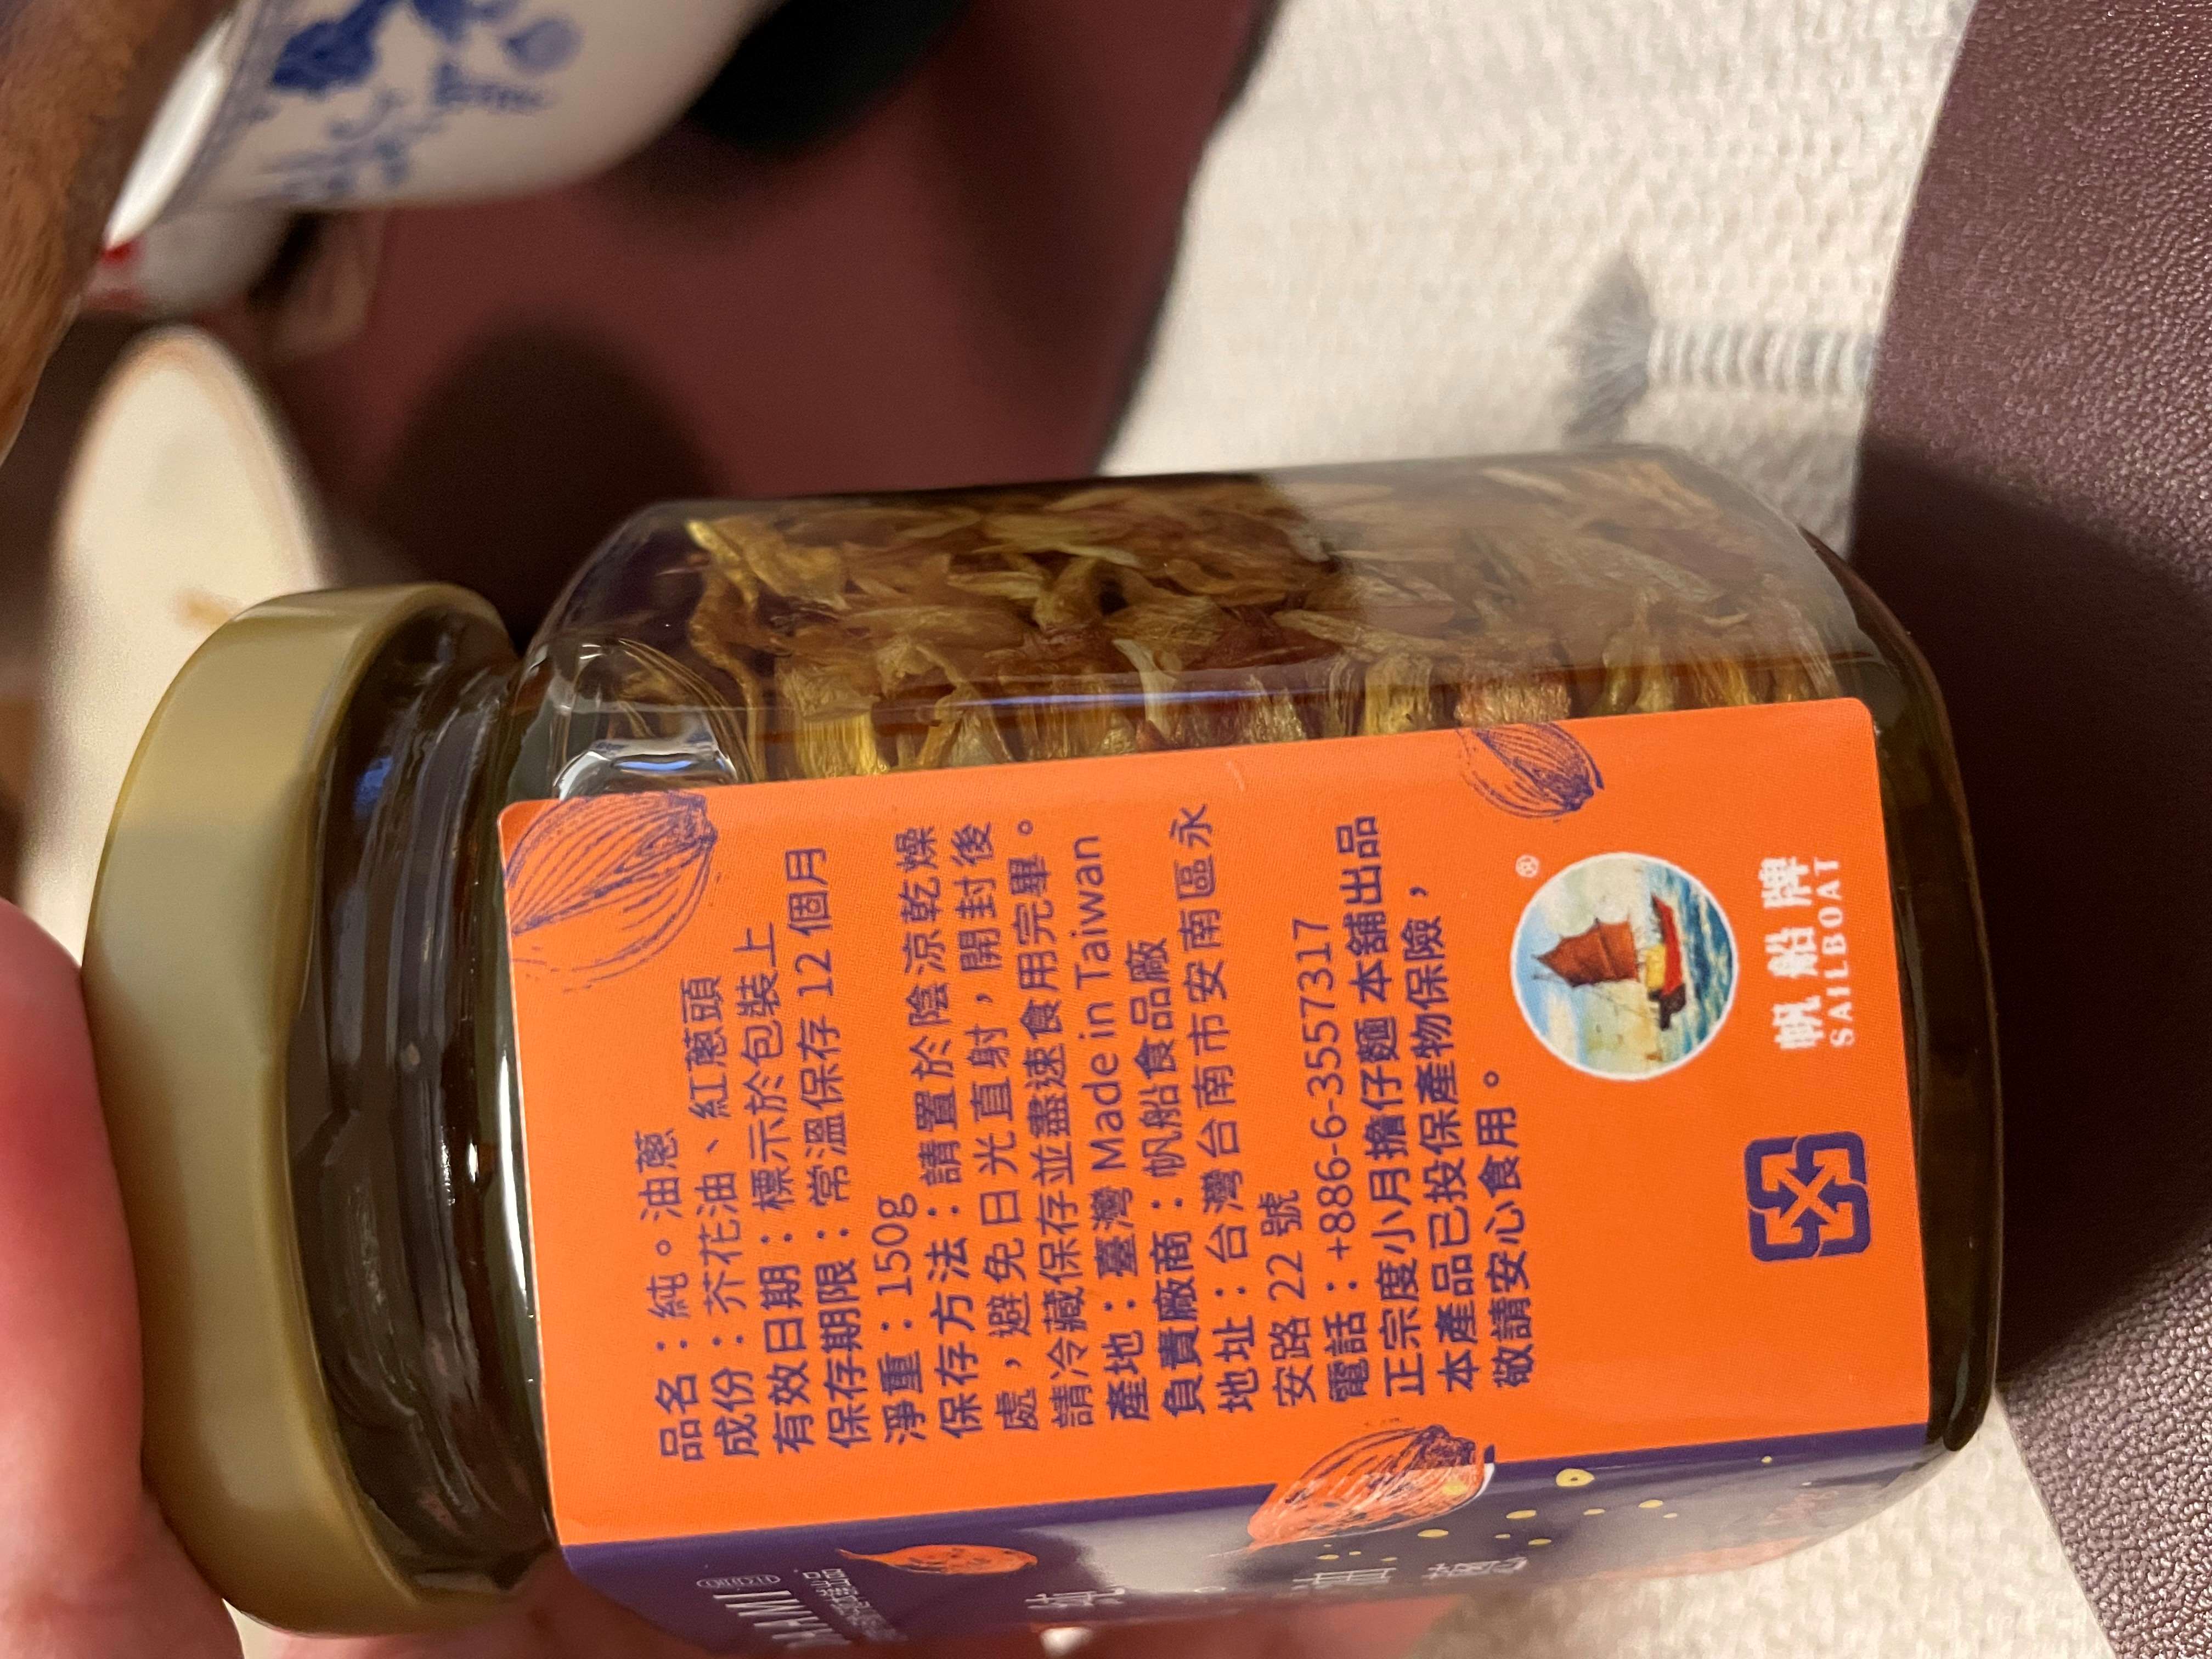 品名：純。油蔥
成份：芥花油、紅蔥頭
有效日期：標示於包裝上
保存期限：常溫保存 12 個月
淨重：150g
保存方法：請置於陰涼乾燥
處，避免日光直射，開封後
請冷藏保存並盡速食用完畢。
產地：臺灣 Made in Taiwan
負責廠商：帆船食品廠
地址：台灣台南市安南區永
安路 22 號
電話：+886-6-3557317
正宗度小月擔仔麵 本舖出品
本產品已投保產物保險，
敬請安心食用。
®
帆船牌
SAILBOAT
油
蔥